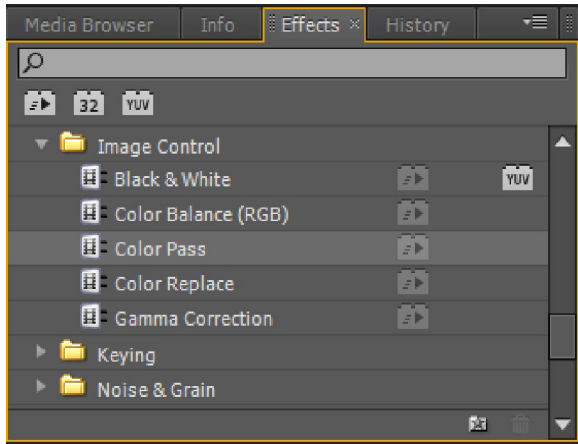 Media Browser Info Effects × History
32 YUV
Image Control
Black & White YUV
Color Balance (RGB)
Color Pass
Color Replace
Gamma Correction
Keying
Noise & Grain